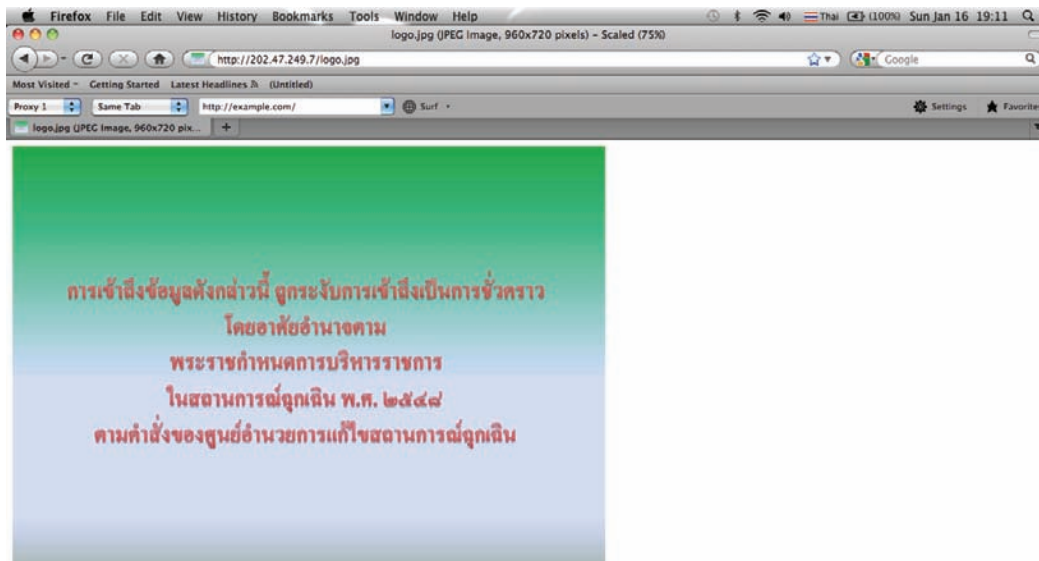 Firefox File Edit View History Bookmarks Tools Window Help Thai (100%) Sun Jan 16 19:11
logo.jpg (JPEG Image, 960x720 pixels) – Scaled (75%)
http://202.47.249.7/logo.jpg Google
Most Visited Getting Started Latest Headlines (Untitled)
Proxy 1 Same Tab http://example.com/ Surf Settings Favorite
logo.jpg (JPEG Image, 960x720 pix... +
การเข้าถึงข้อมูลดังกล่าวนี้ ถูกระงับการเข้าถึงเป็นการชั่วคราว
โดยอาศัยอำนาจตาม
พระราชกำหนดการบริหารราชการ
ในสถานการณ์ฉุกเฉิน พ.ศ. ๒๕๔๘
ตามคำสั่งของศูนย์อำนวยการแก้ไขสถานการณ์ฉุกเฉิน